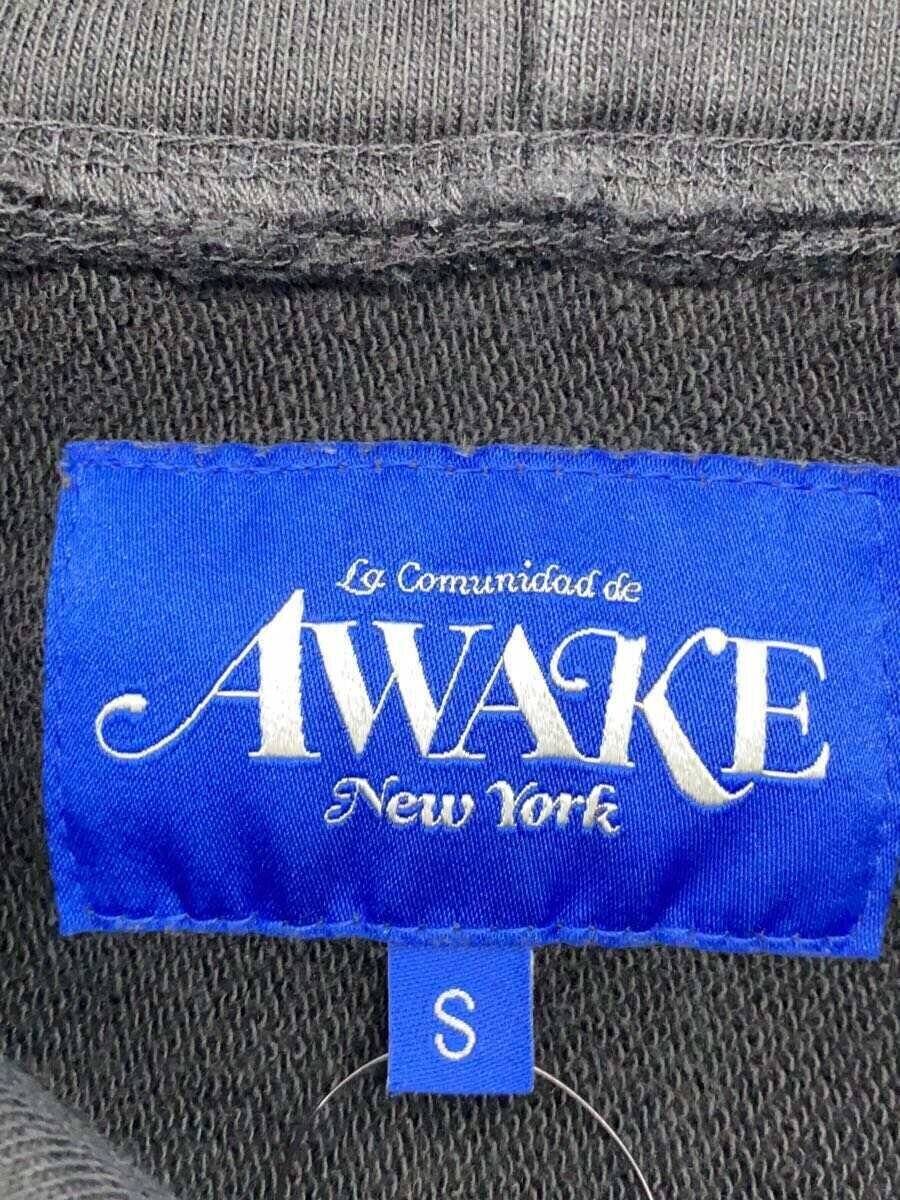 La Comunidad de
AWAKE
New York
S